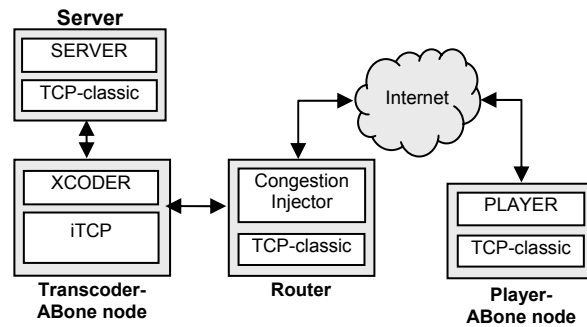 Server
SERVER
TCP-classic
XCODER
iTCP
Transcoder-
ABone node
Congestion
Injector
TCP-classic
Router
Internet
PLAYER
TCP-classic
Player-
ABone node